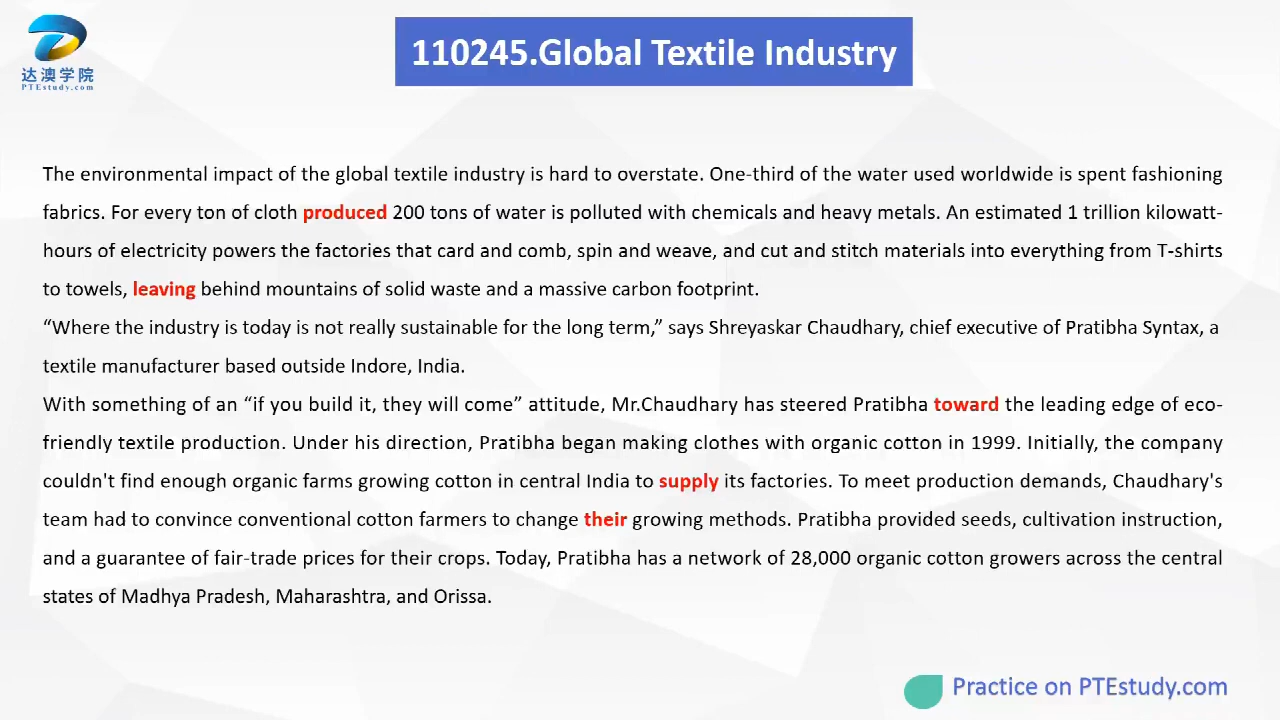 110245.Global Textile Industry
达澳学院
PTEstudy.com
The environmental impact of the global textile industry is hard to overstate. One-third of the water used worldwide is spent fashioning
fabrics. For every ton of cloth produced 200 tons of water is polluted with chemicals and heavy metals. An estimated 1 trillion kilowatt-
hours of electricity powers the factories that card and comb, spin and weave, and cut and stitch materials into everything from T-shirts
to towels, leaving behind mountains of solid waste and a massive carbon footprint.
“Where the industry is today is not really sustainable for the long term,” says Shreyaskar Chaudhary, chief executive of Pratibha Syntax, a
textile manufacturer based outside Indore, India.
With something of an “if you build it, they will come” attitude, Mr.Chaudhary has steered Pratibha toward the leading edge of eco-
friendly textile production. Under his direction, Pratibha began making clothes with organic cotton in 1999. Initially, the company
couldn't find enough organic farms growing cotton in central India to supply its factories. To meet production demands, Chaudhary's
team had to convince conventional cotton farmers to change their growing methods. Pratibha provided seeds, cultivation instruction,
and a guarantee of fair-trade prices for their crops. Today, Pratibha has a network of 28,000 organic cotton growers across the central
states of Madhya Pradesh, Maharashtra, and Orissa.
Practice on PTEstudy.com